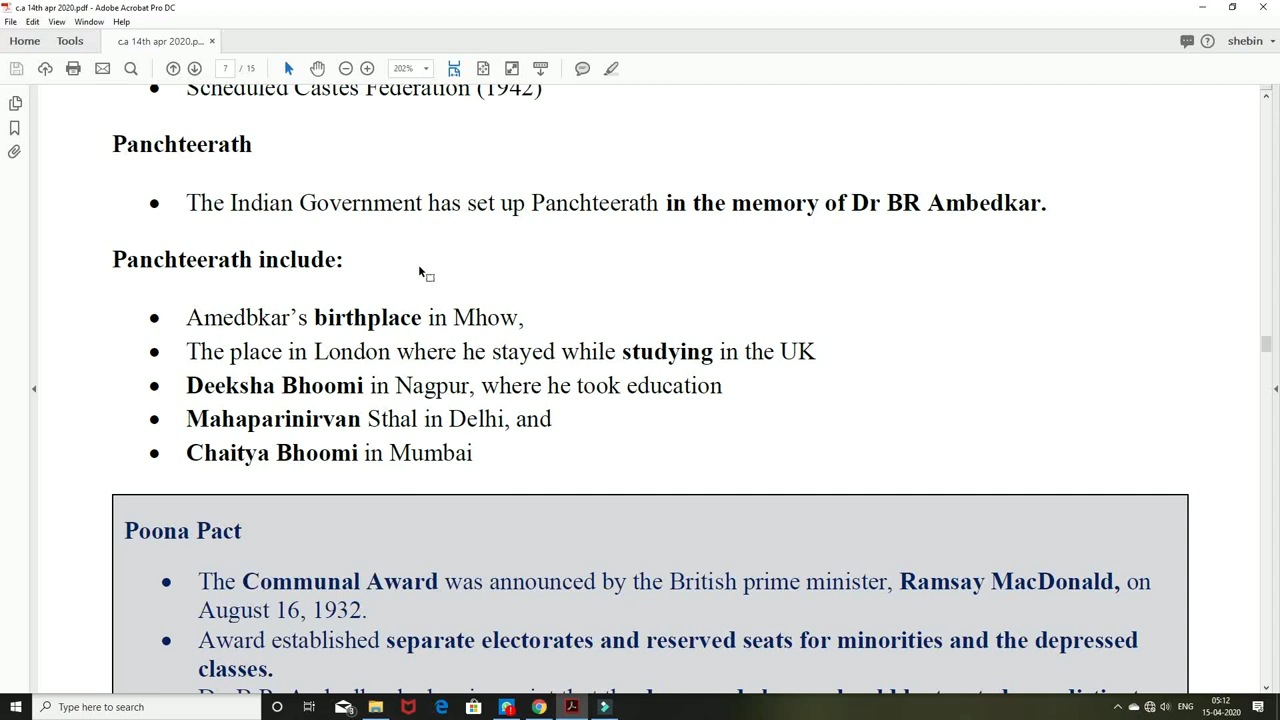 c.a 14th apr 2020.pdf - Adobe Acrobat Pro DC
File Edit View Window Help
Home Tools c.a 14th apr 2020.p... × shebin
7 / 15 202%
• Scheduled Castes Federation (1942)
Panchteerath
• The Indian Government has set up Panchteerath in the memory of Dr BR Ambedkar.
Panchteerath include:
• Amedbkar’s birthplace in Mhow,
• The place in London where he stayed while studying in the UK
• Deeksha Bhoomi in Nagpur, where he took education
• Mahaparinirvan Sthal in Delhi, and
• Chaitya Bhoomi in Mumbai
Poona Pact
• The Communal Award was announced by the British prime minister, Ramsay MacDonald, on
August 16, 1932.
• Award established separate electorates and reserved seats for minorities and the depressed
classes.
Type here to search
ENG
05:12
15-04-2020